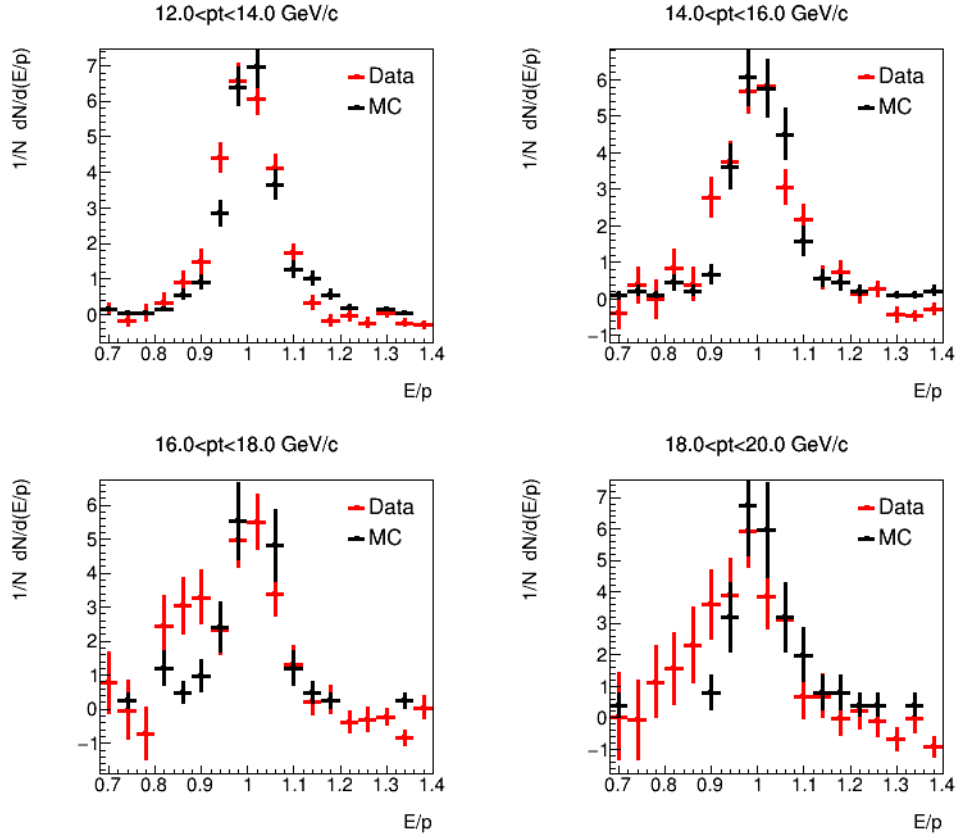 12.0<pt<14.0 GeV/c
1/N dN/d(E/p)
7
6
5
4
3
2
1
0
Data
MC
0.7 0.8 0.9 1 1.1 1.2 1.3 1.4
E/p
14.0<pt<16.0 GeV/c
1/N dN/d(E/p)
6
5
4
3
2
1
0
−1
Data
MC
0.7 0.8 0.9 1 1.1 1.2 1.3 1.4
E/p
16.0<pt<18.0 GeV/c
1/N dN/d(E/p)
6
5
4
3
2
1
0
−1
Data
MC
0.7 0.8 0.9 1 1.1 1.2 1.3 1.4
E/p
18.0<pt<20.0 GeV/c
1/N dN/d(E/p)
7
6
5
4
3
2
1
0
−1
Data
MC
0.7 0.8 0.9 1 1.1 1.2 1.3 1.4
E/p